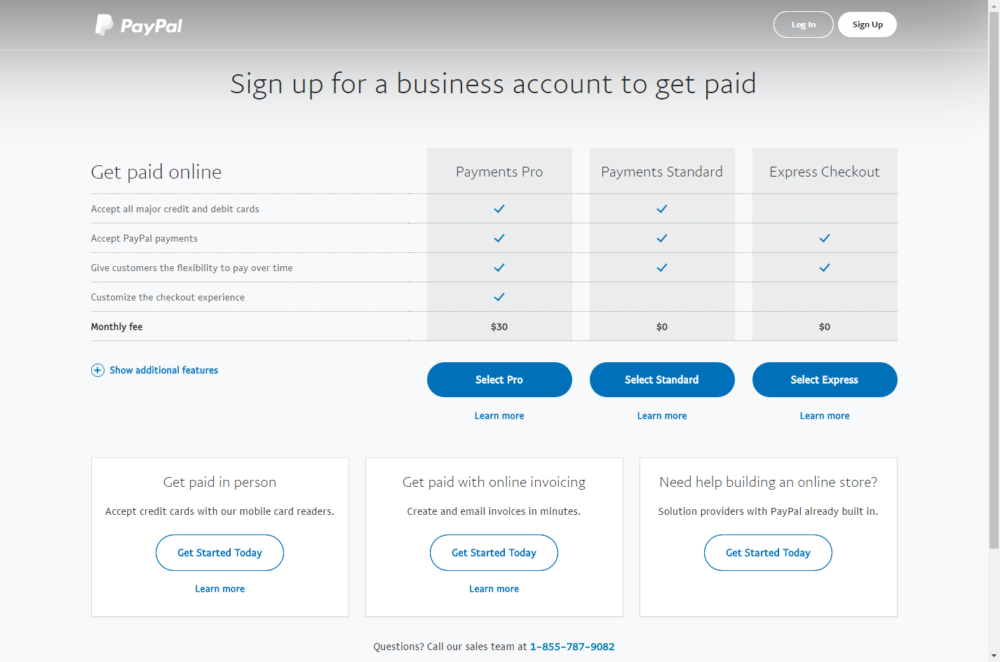 PayPal
Log In
Sign Up
Sign up for a business account to get paid
Get paid online
Payments Pro
Payments Standard
Express Checkout
Accept all major credit and debit cards
Accept PayPal payments
Give customers the flexibility to pay over time
Customize the checkout experience
Monthly fee
$30
$0
$0
Show additional features
Select Pro
Select Standard
Select Express
Learn more
Learn more
Learn more
Get paid in person
Accept credit cards with our mobile card readers.
Get Started Today
Learn more
Get paid with online invoicing
Create and email invoices in minutes.
Get Started Today
Learn more
Need help building an online store?
Solution providers with PayPal already built in.
Get Started Today
Questions? Call our sales team at 1-855-787-9082